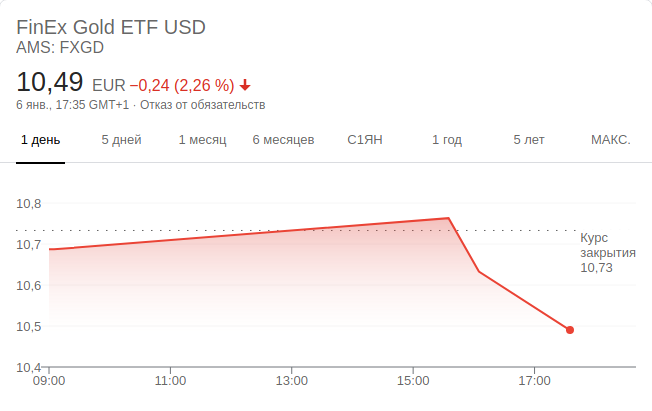 FinEx Gold ETF USD
AMS: FXGD
10,49 EUR −0,24 (2,26 %)
6 янв., 17:35 GMT+1 · Отказ от обязательств
1 день 5 дней 1 месяц 6 месяцев С1ЯН 1 год 5 лет МАКС.
10,8
10,7
10,6
10,5
10,4
Курс
закрытия
10,73
09:00 11:00 13:00 15:00 17:00